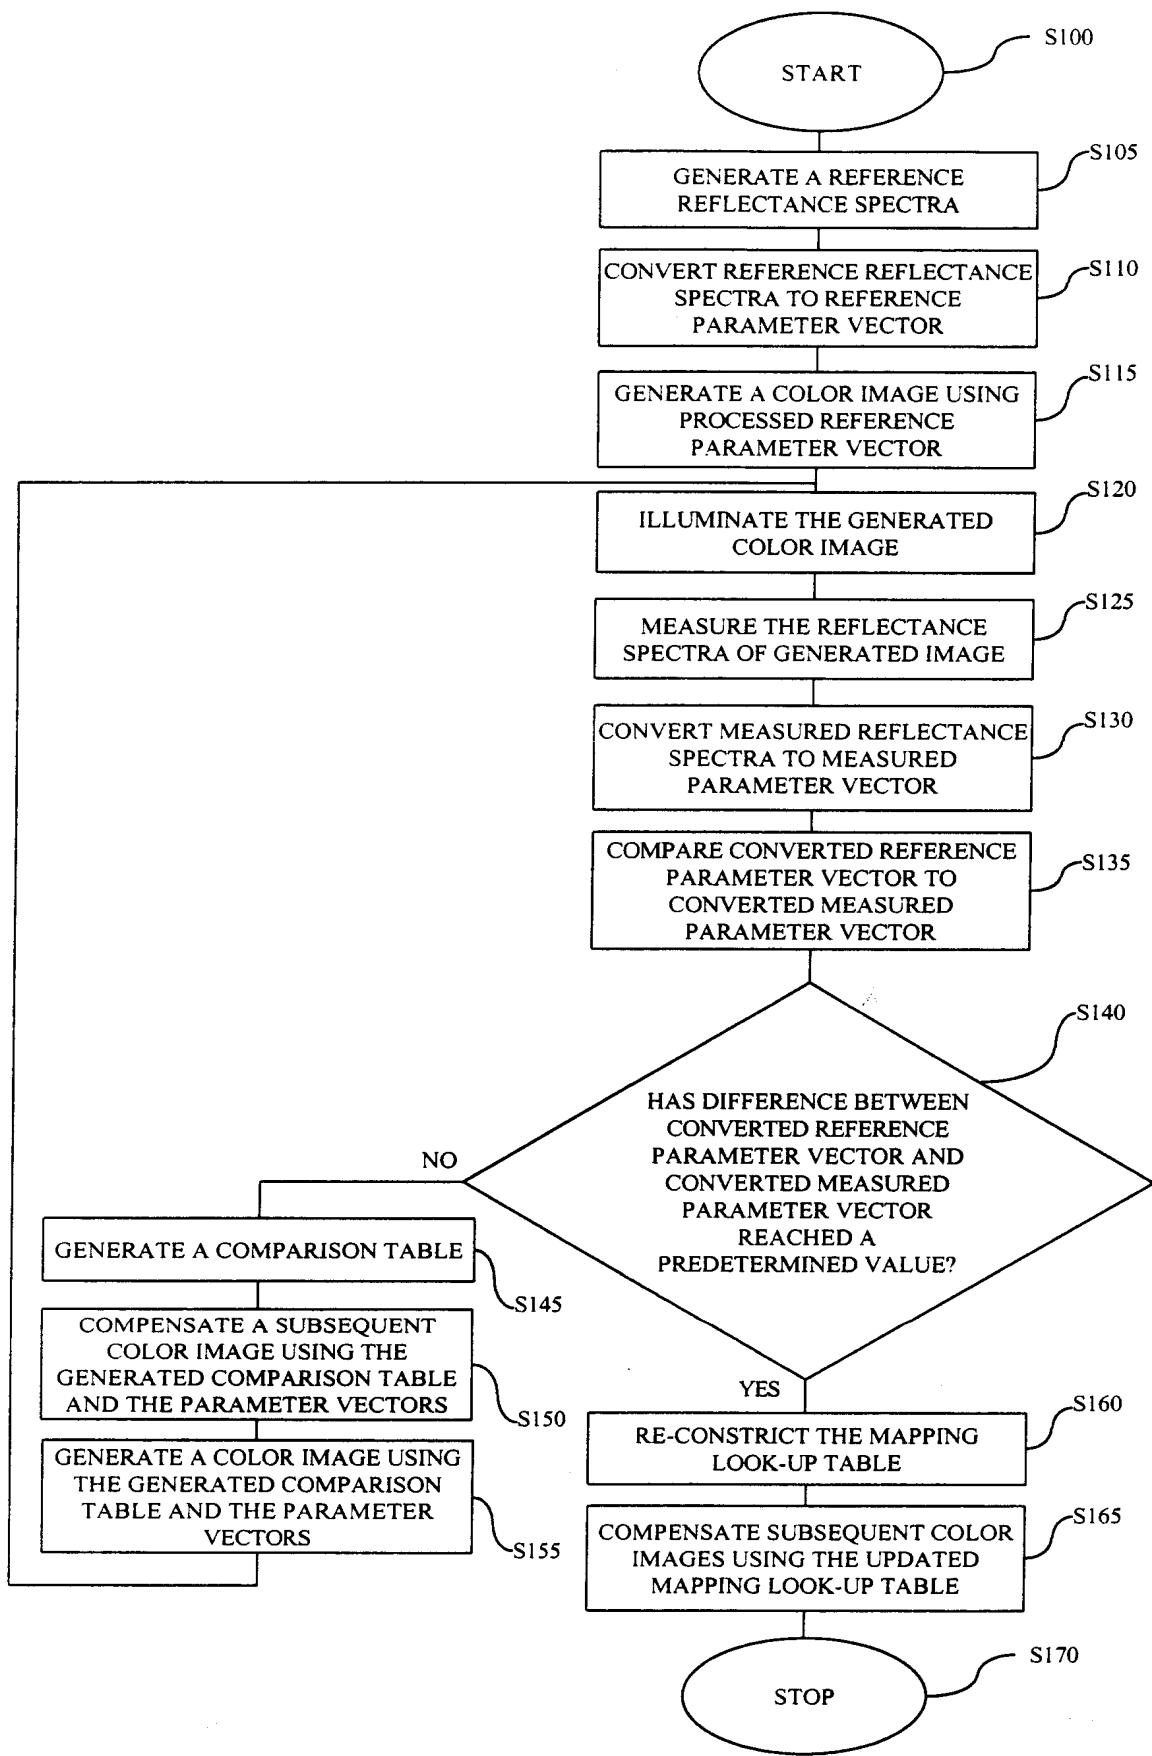 S100
START
S105
GENERATE A REFERENCE
REFLECTANCE SPECTRA
S110
CONVERT REFERENCE REFLECTANCE
SPECTRA TO REFERENCE
PARAMETER VECTOR
S115
GENERATE A COLOR IMAGE USING
PROCESSED REFERENCE
PARAMETER VECTOR
S120
ILLUMINATE THE GENERATED
COLOR IMAGE
S125
MEASURE THE REFLECTANCE
SPECTRA OF GENERATED IMAGE
S130
CONVERT MEASURED REFLECTANCE
SPECTRA TO MEASURED
PARAMETER VECTOR
S135
COMPARE CONVERTED REFERENCE
PARAMETER VECTOR TO
CONVERTED MEASURED
PARAMETER VECTOR
S140
HAS DIFFERENCE BETWEEN
CONVERTED REFERENCE
PARAMETER VECTOR AND
CONVERTED MEASURED
PARAMETER VECTOR
REACHED A
PREDETERMINED VALUE?
NO
GENERATE A COMPARISON TABLE
S145
COMPENSATE A SUBSEQUENT
COLOR IMAGE USING THE
GENERATED COMPARISON TABLE
AND THE PARAMETER VECTORS
S150
GENERATE A COLOR IMAGE USING
THE GENERATED COMPARISON
TABLE AND THE PARAMETER
VECTORS
S155
YES
S160
RE-CONSTRICT THE MAPPING
LOOK-UP TABLE
S165
COMPENSATE SUBSEQUENT COLOR
IMAGES USING THE UPDATED
MAPPING LOOK-UP TABLE
S170
STOP